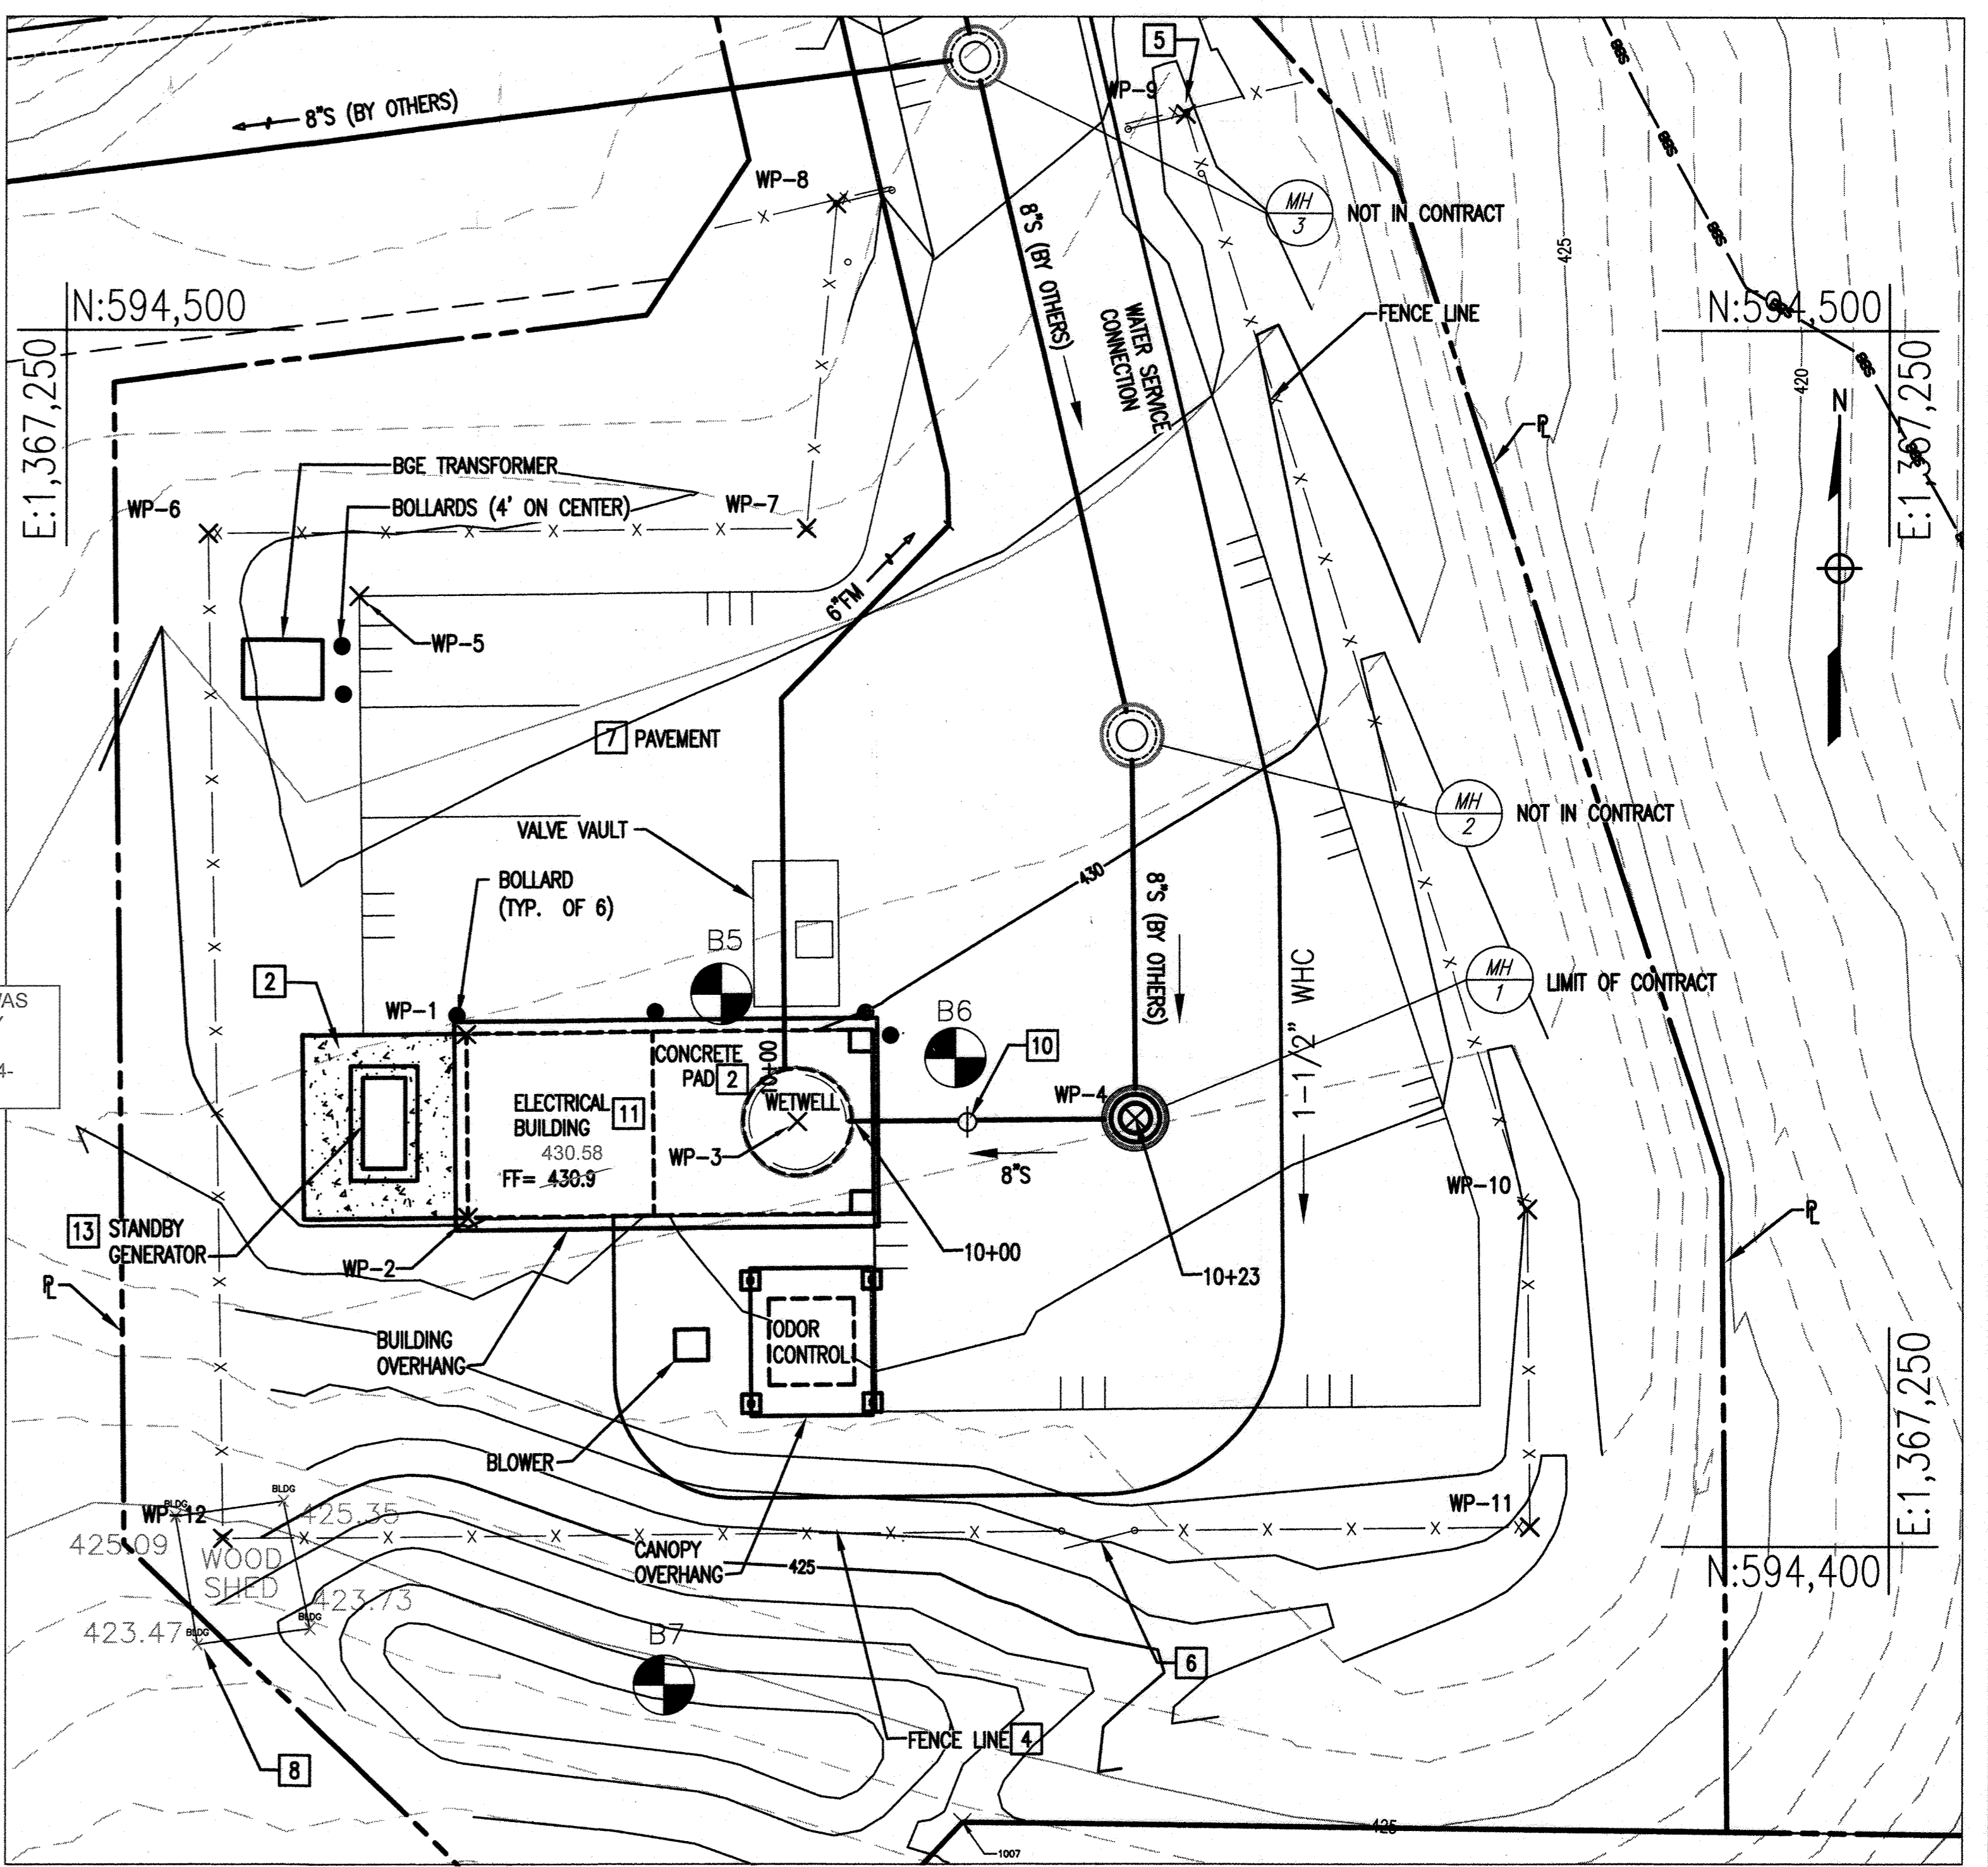 5
WP-9
8"S (BY OTHERS)
WP-8
MH
3
NOT IN CONTRACT
8"S (BY OTHERS)
WATER SERVICE
CONNECTION
425
N:594,500
E:1,367,250
FENCE LINE
N:594,500
E:1,367,250
420
N
PL
BGE TRANSFORMER
BOLLARDS (4' ON CENTER)
WP-6
WP-7
6"FM
WP-5
7 PAVEMENT
MH
2
NOT IN CONTRACT
VALVE VAULT
BOLLARD
(TYP. OF 6)
430
8"S (BY OTHERS)
1-1/2" WHC
B5
MH
1
LIMIT OF CONTRACT
2
WP-1
B6
10
CONCRETE
PAD 2
10+00
WETWELL
WP-4
ELECTRICAL
BUILDING
11
430.58
FF= 430.9
WP-3
8"S
WP-10
13 STANDBY
GENERATOR
WP-2
10+00
10+23
PL
PL
BUILDING
OVERHANG
ODOR
CONTROL
BLOWER
WP-11
E:1,367,250
N:594,400
BLDG
BLDG
WP-12
425.35
425.09
WOOD
SHED
CANOPY
OVERHANG
425
423.73
423.47
BLDG
BLDG
B7
6
FENCE LINE 4
8
425
1007